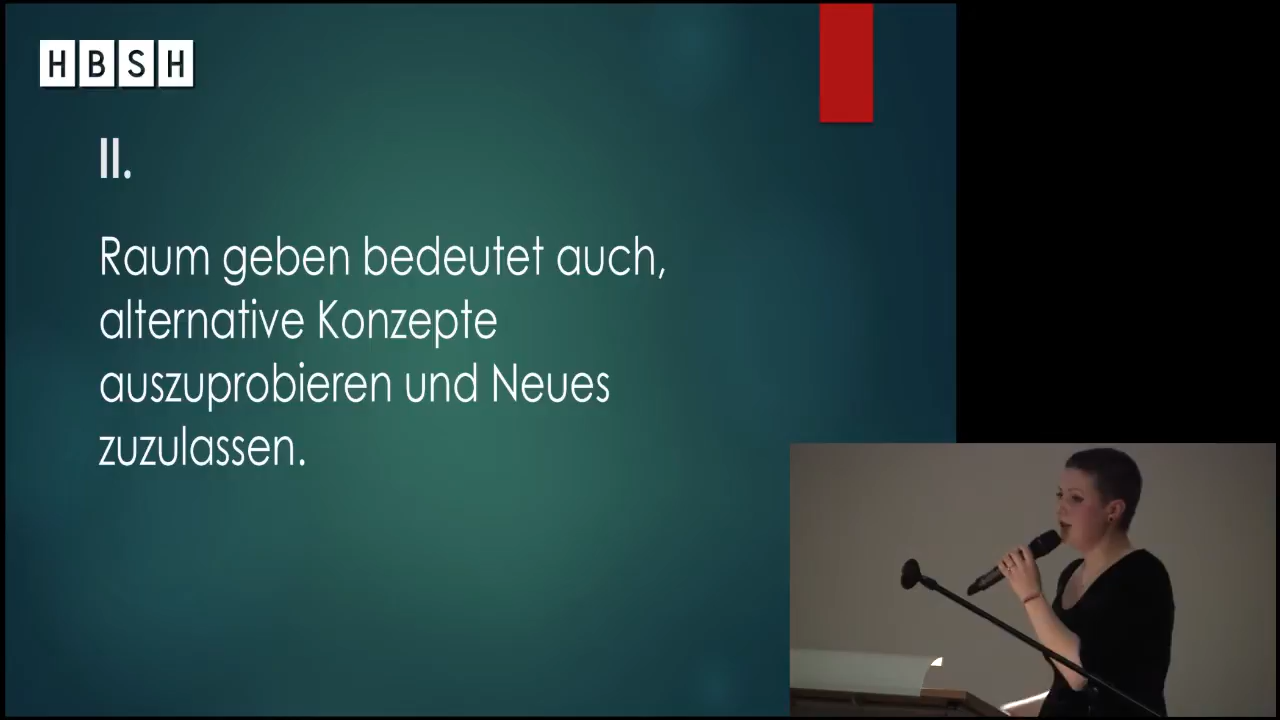 HBSH
II.
Raum geben bedeutet auch,
alternative Konzepte
auszuprobieren und Neues
zuzulassen.